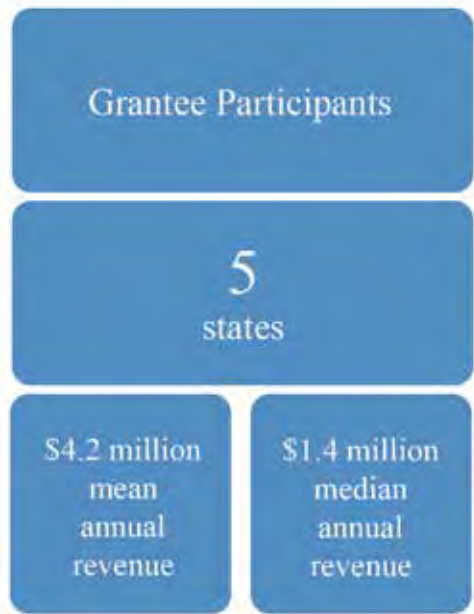 Grantee Participants
5
states
$4.2 million
mean
annual
revenue
$1.4 million
median
annual
revenue